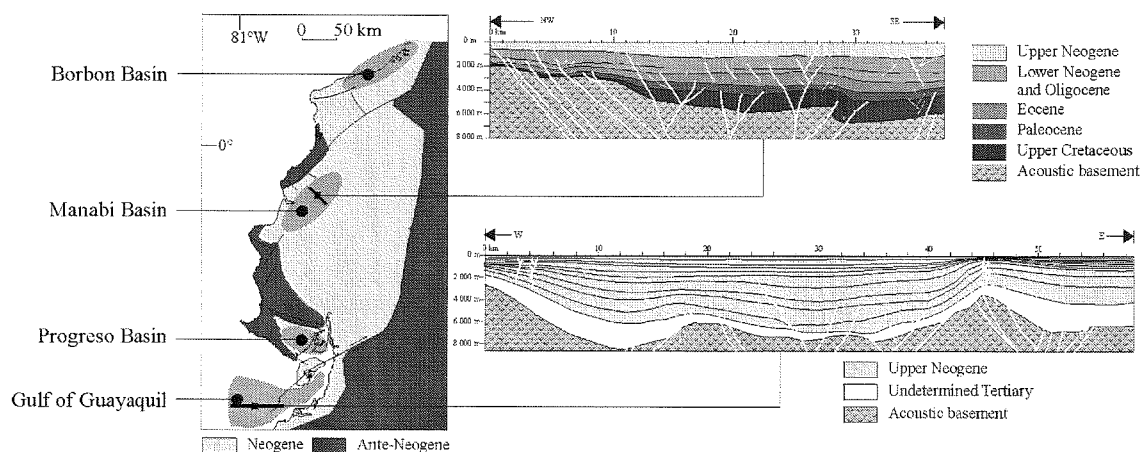 81°W
0 50 km
Borbon Basin
0°
Manabi Basin
Progreso Basin
Gulf of Guayaquil
Neogene
Ante-Neogene
NW
SE
0 km
10
20
30
0 m
2 000 m
4 000 m
6 000 m
8 000 m
Upper Neogene
Lower Neogene
and Oligocene
Eocene
Paleocene
Upper Cretaceous
Acoustic basement
W
E
0 km
10
20
30
40
0 m
2 000 m
4 000 m
6 000 m
8 000 m
Upper Neogene
Undetermined Tertiary
Acoustic basement